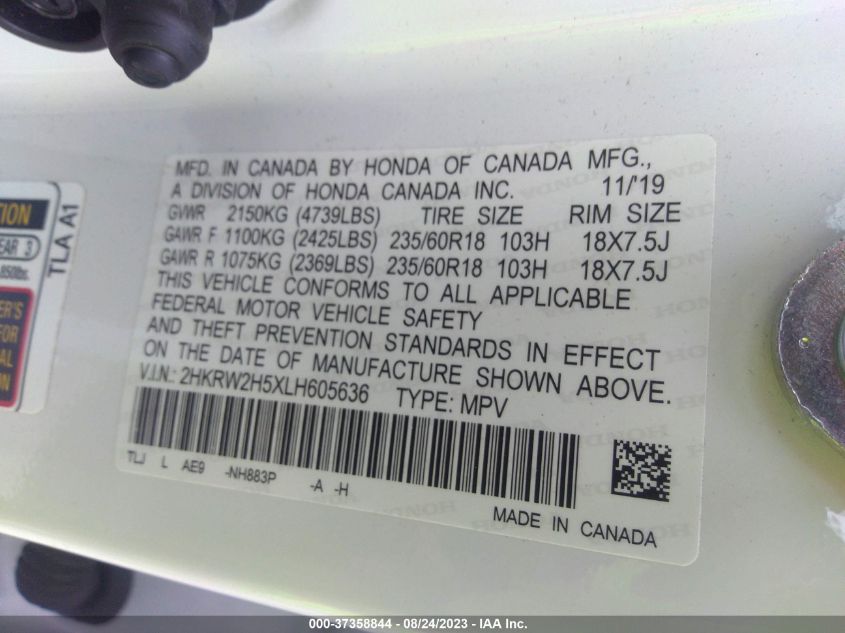 MFD. IN CANADA BY HONDA OF CANADA MFG.,
A DIVISION OF HONDA CANADA INC. 11/'19
GVWR 2150KG (4739LBS) TIRE SIZE RIM SIZE
GAWR F 1100KG (2425LBS) 235/60R18 103H 18X7.5J
GAWR R 1075KG (2369LBS) 235/60R18 103H 18X7.5J
THIS VEHICLE CONFORMS TO ALL APPLICABLE
FEDERAL MOTOR VEHICLE SAFETY
AND THEFT PREVENTION STANDARDS IN EFFECT
ON THE DATE OF MANUFACTURE SHOWN ABOVE.
V.I.N.: 2HKRW2H5XLH605636 TYPE: MPV
TLJ L AE9 -NH883P -A -H
MADE IN CANADA
TLA A1
000-37358844 - 08/24/2023 - IAA Inc.